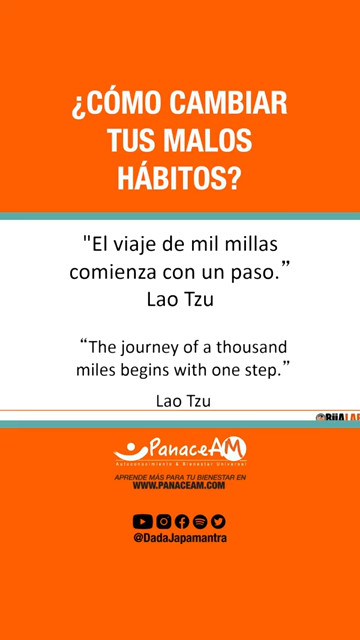 ¿CÓMO CAMBIAR
TUS MALOS
HÁBITOS?
"El viaje de mil millas
comienza con un paso.”
Lao Tzu
“The journey of a thousand
miles begins with one step.”
Lao Tzu
PanaceAM
Autoconocimiento & Bienestar Universal
APRENDE MÁS PARA TU BIENESTAR EN
WWW.PANACEAM.COM
@DadaJapamantra